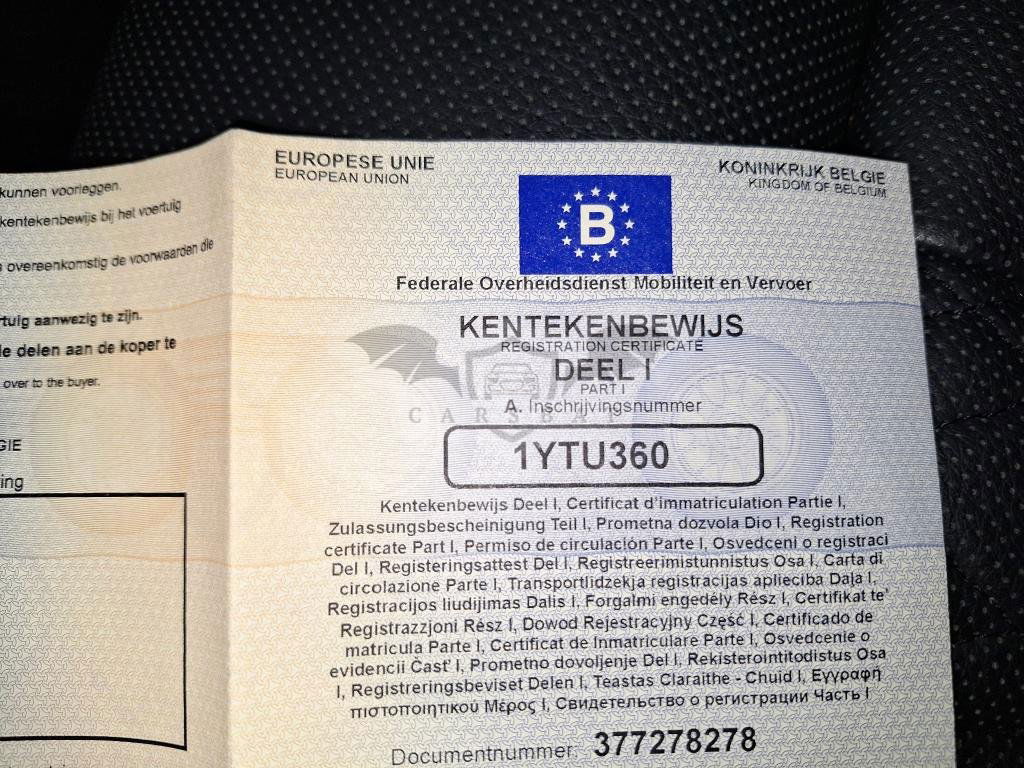 kunnen voorleggen.
kentekenbewijs bij het voertuig
overeenkomstig de voorwaarden die
tuig aanwezig te zijn.
delen aan de koper te
over to the buyer.
GIE
ing
EUROPESE UNIE
EUROPEAN UNION
KONINKRIJK BELGIE
KINGDOM OF BELGIUM
B
Federale Overheidsdienst Mobiliteit en Vervoer
KENTEKENBEWIJS
REGISTRATION CERTIFICATE
DEEL I
PART I
CARSBAT
A. Inschrijvingsnummer
1YTU360
Kentekenbewijs Deel I, Certificat d'immatriculation Partie I,
Zulassungsbescheinigung Teil I, Prometna dozvola Dio I, Registration
certificate Part I, Permiso de circulación Parte I, Osvedceni o registraci
Del I, Registeringsattest Del I, Registreerimistunnistus Osa I, Carta di
circolazione Parte I, Transportlidzekja registracijas aplieciba Daļa I,
Registracijos liudijimas Dalis I, Forgalmi engedély Rész I, Certifikat te'
Registrazzjoni Rész I, Dowod Rejestracyjny Część I, Certificado de
matricula Parte I, Certificat de Inmatriculare Parte I, Osvedcenie o
evidencii Časť I, Prometno dovoljenje Del I, Rekisterointitodistus Osa
I, Registreringsbeviset Delen I, Teastas Claraithe - Chuid I, Εγγραφή
πιστοποιητικού Μέρος I, Свидетельство о регистрации Часть I
Documentnummer: 377278278